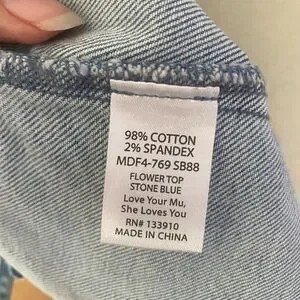 98% COTTON
2% SPANDEX
MDF4-769 SB88
FLOWER TOP
STONE BLUE
Love Your Mu,
She Loves You
RN# 133910
MADE IN CHINA